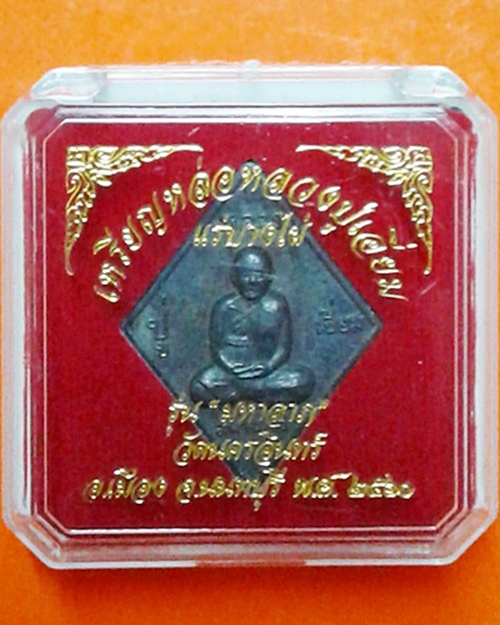 เหรียญหล่อหลวงปู่เอี่ยม
แร่บางไผ่
รุ่น "มหาลาภ"
วัดนครอินทร์
อ.เมือง จ.นนทบุรี พ.ศ. ๒๕๖๐